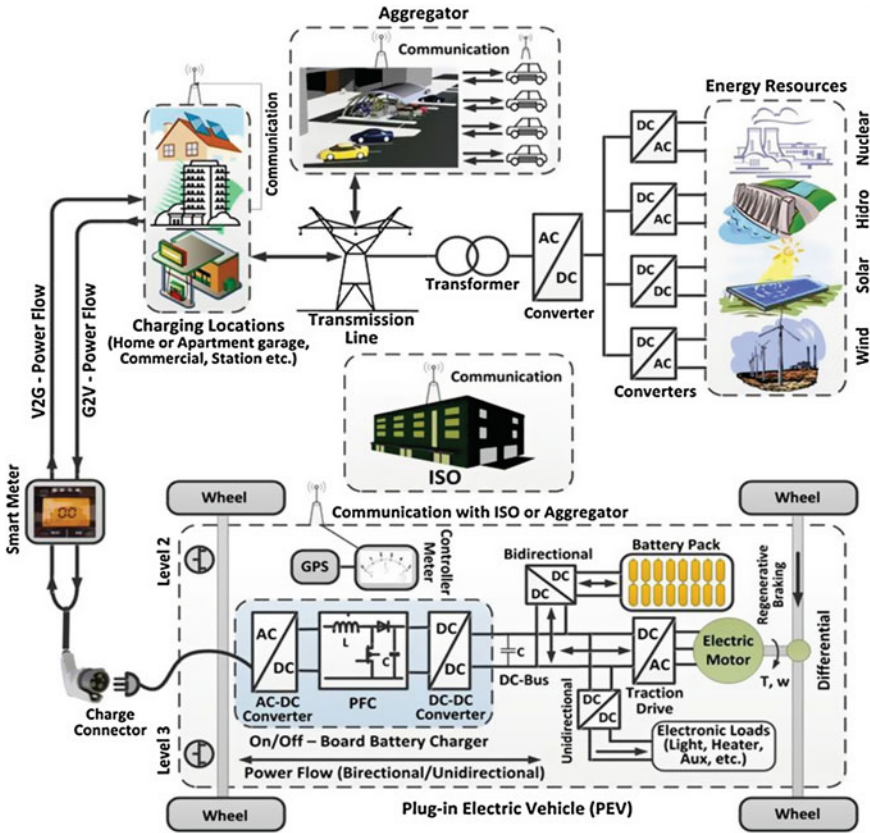 Aggregator
Communication
Communication
Energy Resources
DC
AC
Nuclear
DC
AC
Hidro
AC
DC
Transformer
Converter
DC
DC
Solar
DC
AC
Wind
Converters
Transmission
Line
Charging Locations
(Home or Apartment garage,
Commercial, Station etc.)
V2G - Power Flow
G2V - Power Flow
Communication
ISO
Smart Meter
Wheel
Wheel
Communication with ISO or Aggregator
Level 2
GPS
Controller
Meter
Bidirectional
DC
DC
Battery Pack
Regenerative
Braking
AC
DC
L
C
DC
DC
C
DC-Bus
DC
AC
Electric
Motor
T, w
Differential
AC-DC
Converter
PFC
DC-DC
Converter
Traction
Drive
Unidirectional
DC
DC
Charge
Connector
Level 3
On/Off – Board Battery Charger
Electronic Loads
(Light, Heater,
Aux, etc.)
Power Flow (Birectional/Unidirectional)
Wheel
Plug-in Electric Vehicle (PEV)
Wheel